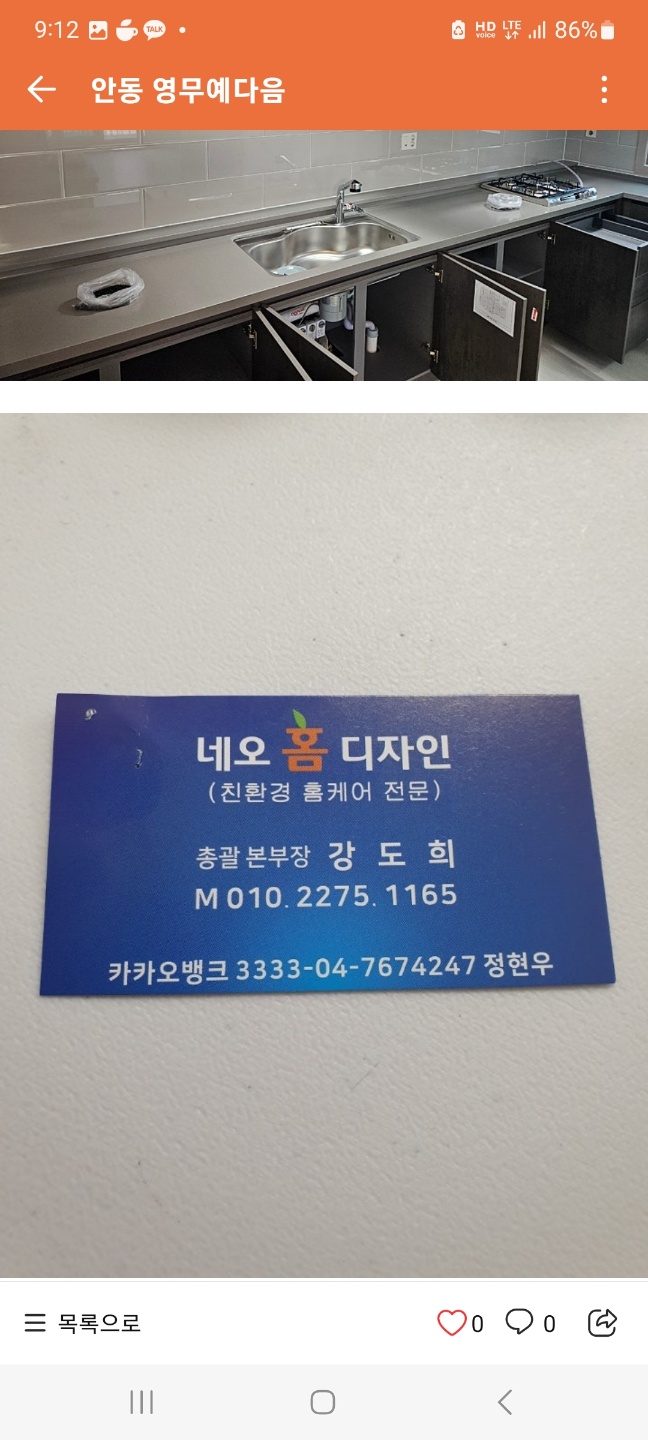 9:12 TALK HD voice LTE 86%
안동 영무예다음
네오 홈 디자인
(친환경 홈케어 전문)
총괄 본부장 강 도 희
M 010. 2275. 1165
카카오뱅크 3333-04-7674247 정현우
목록으로 0 0